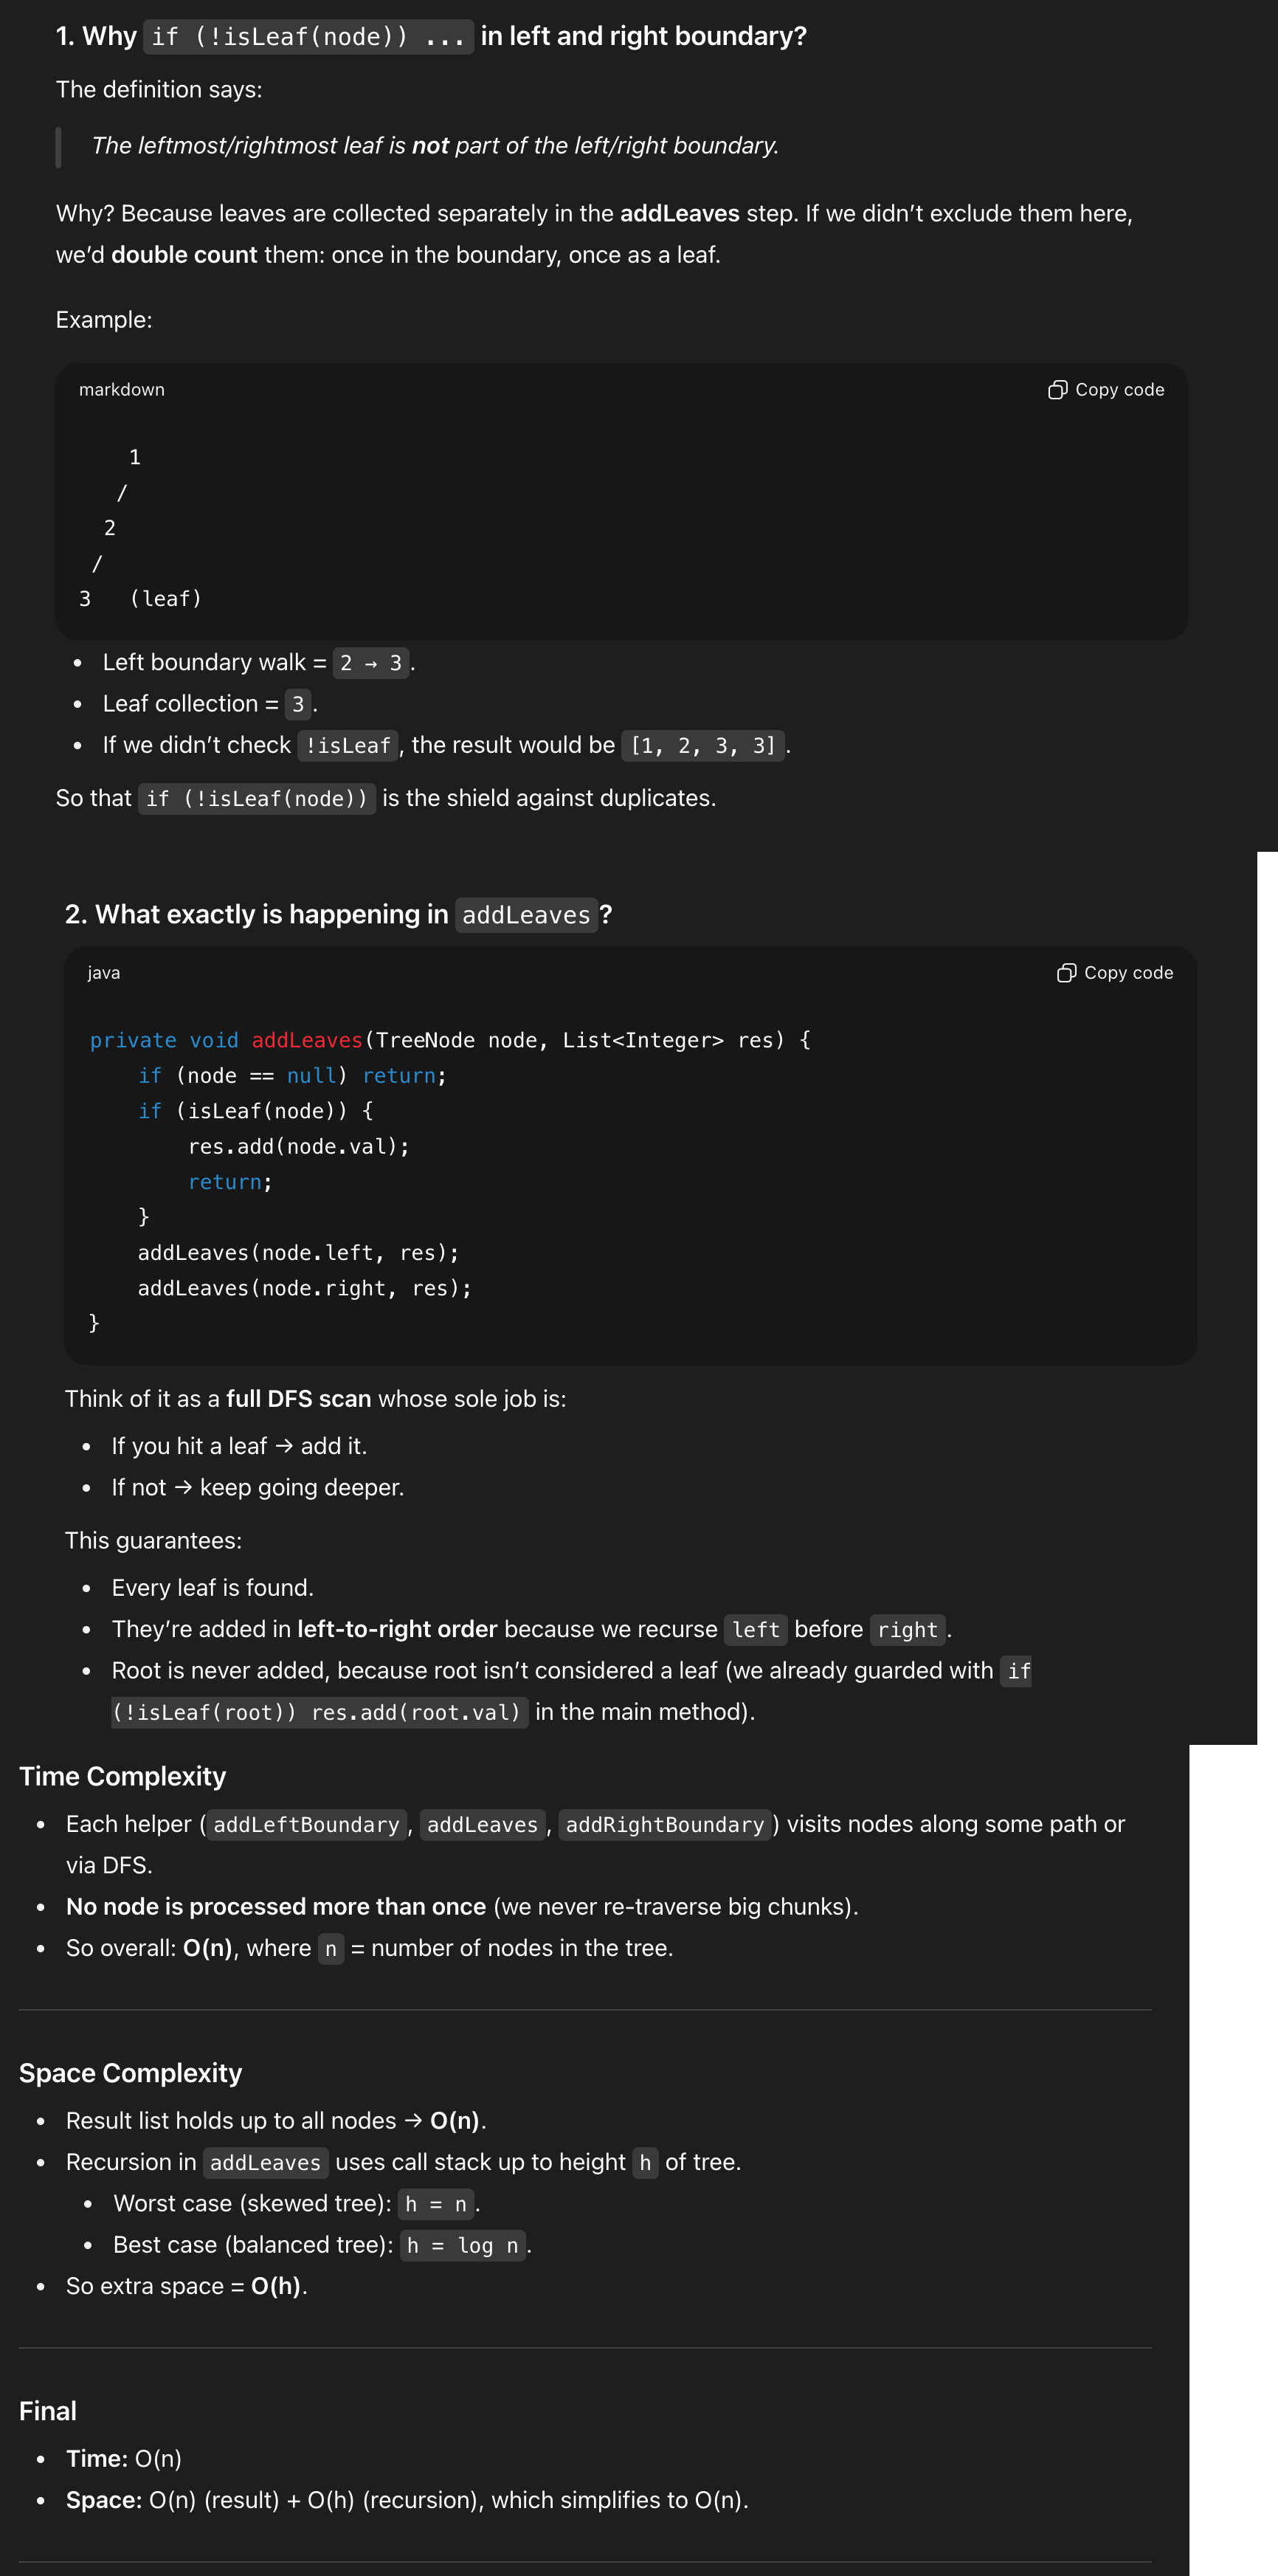 1. Why if (!isLeaf(node)) ... in left and right boundary?
The definition says:
The leftmost/rightmost leaf is not part of the left/right boundary.
Why? Because leaves are collected separately in the addLeaves step. If we didn’t exclude them here,
we’d double count them: once in the boundary, once as a leaf.
Example:
markdown Copy code
1
/
2
/
3 (leaf)
• Left boundary walk = 2 → 3.
• Leaf collection = 3.
• If we didn’t check !isLeaf, the result would be [1, 2, 3, 3].
So that if (!isLeaf(node)) is the shield against duplicates.
2. What exactly is happening in addLeaves?
java Copy code
private void addLeaves(TreeNode node, List<Integer> res) {
if (node == null) return;
if (isLeaf(node)) {
res.add(node.val);
return;
}
addLeaves(node.left, res);
addLeaves(node.right, res);
}
Think of it as a full DFS scan whose sole job is:
• If you hit a leaf → add it.
• If not → keep going deeper.
This guarantees:
• Every leaf is found.
• They’re added in left-to-right order because we recurse left before right.
• Root is never added, because root isn’t considered a leaf (we already guarded with if
(!isLeaf(root)) res.add(root.val) in the main method).
Time Complexity
• Each helper (addLeftBoundary, addLeaves, addRightBoundary) visits nodes along some path or
via DFS.
• No node is processed more than once (we never re-traverse big chunks).
• So overall: O(n), where n = number of nodes in the tree.
Space Complexity
• Result list holds up to all nodes → O(n).
• Recursion in addLeaves uses call stack up to height h of tree.
• Worst case (skewed tree): h = n.
• Best case (balanced tree): h = log n.
• So extra space = O(h).
Final
• Time: O(n)
• Space: O(n) (result) + O(h) (recursion), which simplifies to O(n).